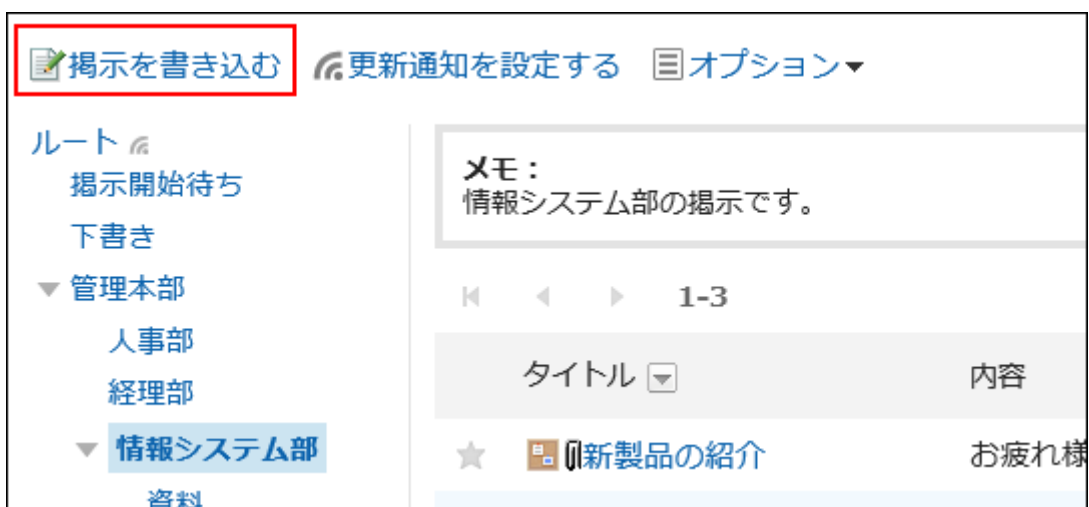 掲示を書き込む 更新通知を設定する オプション
ルート
掲示開始待ち
下書き
管理本部
人事部
経理部
情報システム部
資料
メモ：
情報システム部の掲示です。
1-3
タイトル 内容
新製品の紹介 お疲れ様